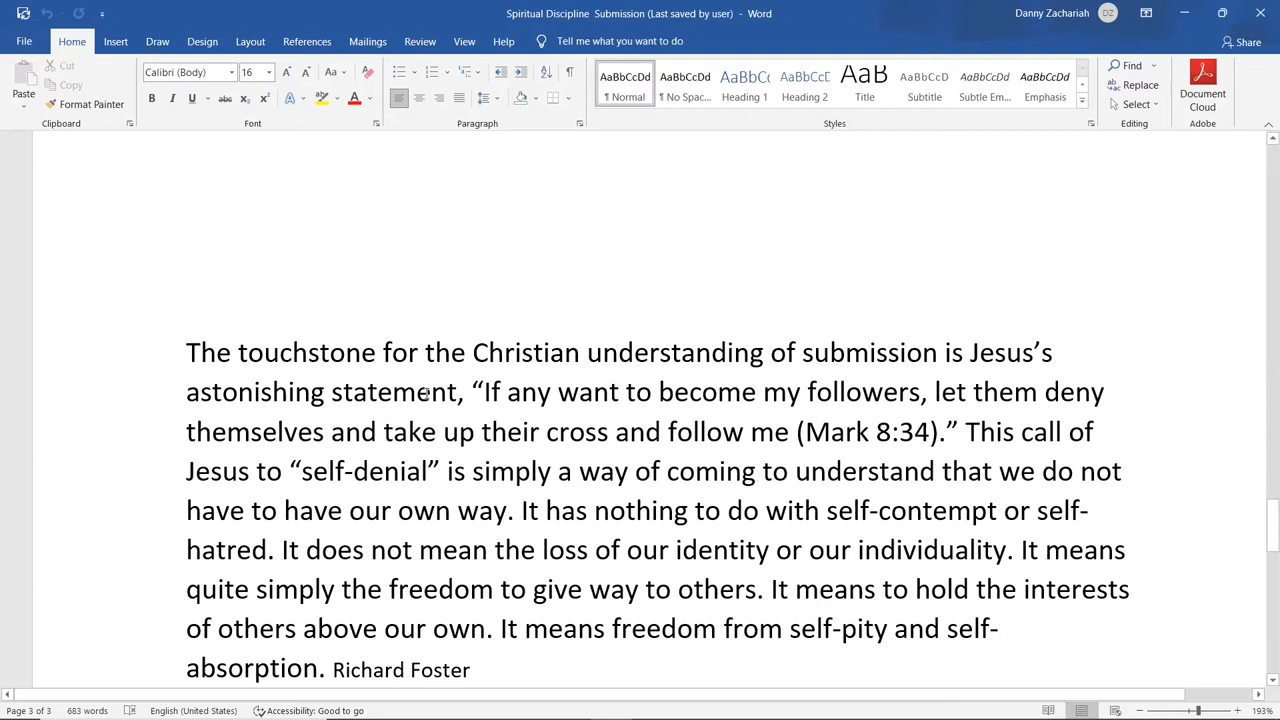 Spiritual Discipline Submission (Last saved by user) - Word
Danny Zachariah DZ
File Home Insert Draw Design Layout References Mailings Review View Help Tell me what you want to do Share
Paste
Cut
Copy
Format Painter
Calibri (Body) 16
AaBbCcDd AaBbCcDd AaBbCc AaBbCcE AaB AaBbCcD AaBbCcDd AaBbCcDd
¶ Normal ¶ No Spac... Heading 1 Heading 2 Title Subtitle Subtle Em... Emphasis
Find
Replace
Select
Document
Cloud
Clipboard Font Paragraph Styles Editing Adobe
The touchstone for the Christian understanding of submission is Jesus’s
astonishing statement, “If any want to become my followers, let them deny
themselves and take up their cross and follow me (Mark 8:34).” This call of
Jesus to “self-denial” is simply a way of coming to understand that we do not
have to have our own way. It has nothing to do with self-contempt or self-
hatred. It does not mean the loss of our identity or our individuality. It means
quite simply the freedom to give way to others. It means to hold the interests
of others above our own. It means freedom from self-pity and self-
absorption. Richard Foster
Page 3 of 3 683 words English (United States) Accessibility: Good to go 193%